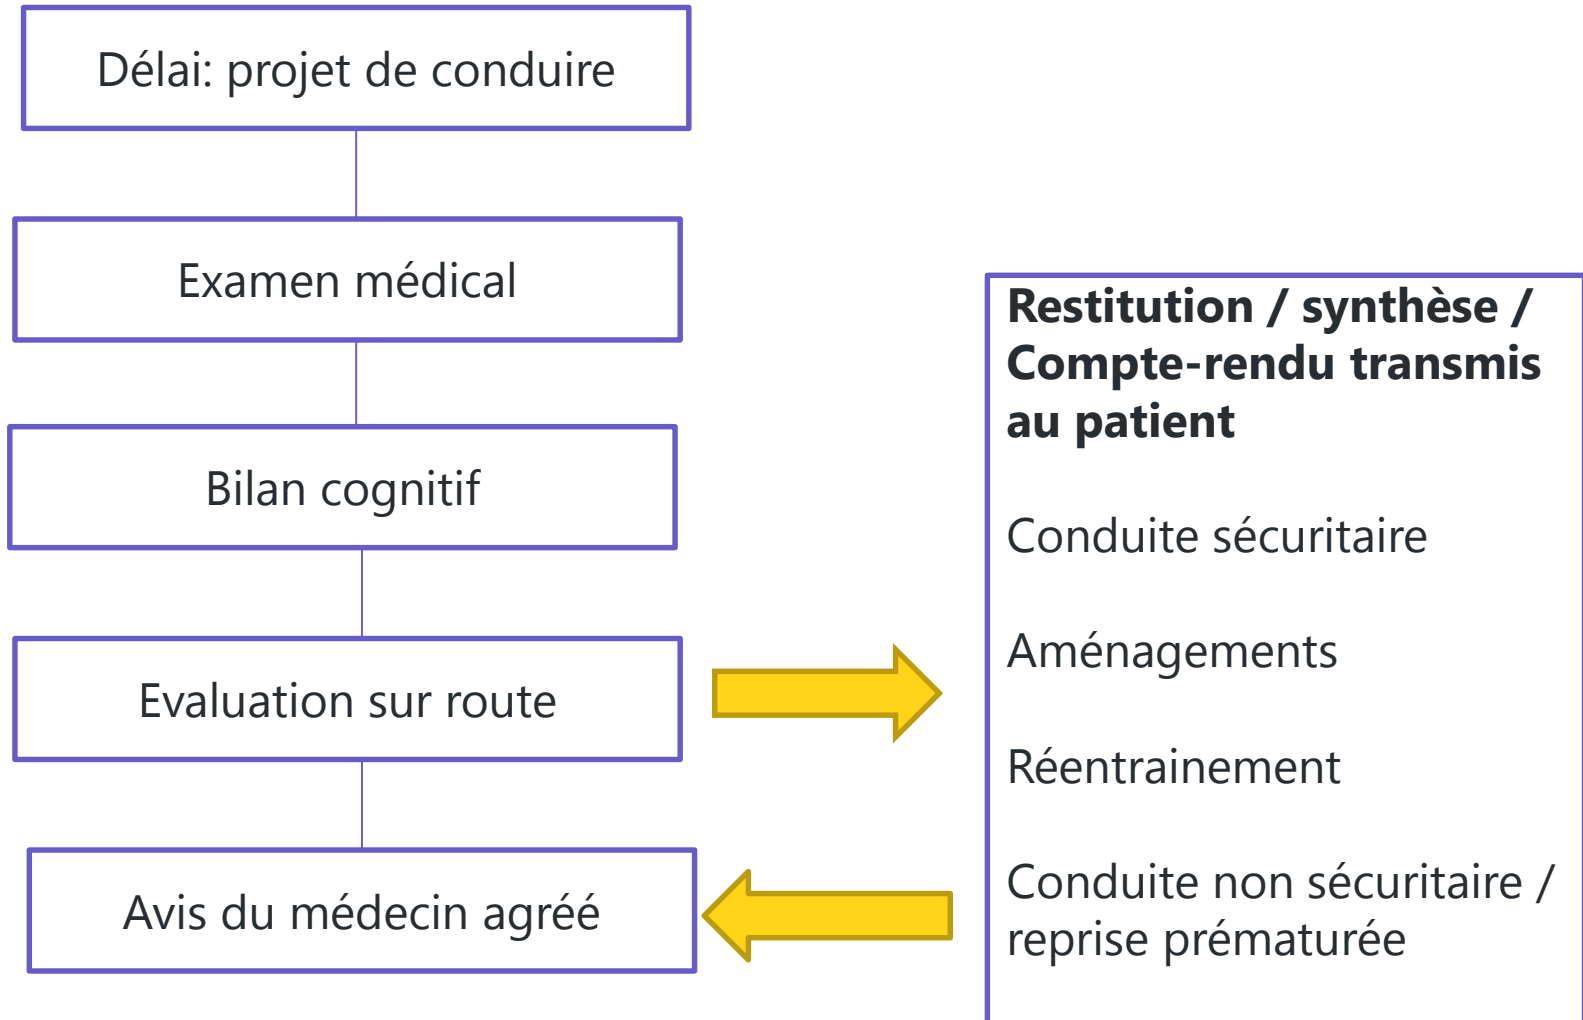 Délai: projet de conduire
Examen médical
Bilan cognitif
Evaluation sur route
Avis du médecin agréé
Restitution / synthèse /
Compte-rendu transmis
au patient
Conduite sécuritaire
Aménagements
Réentrainement
Conduite non sécuritaire /
reprise prématurée